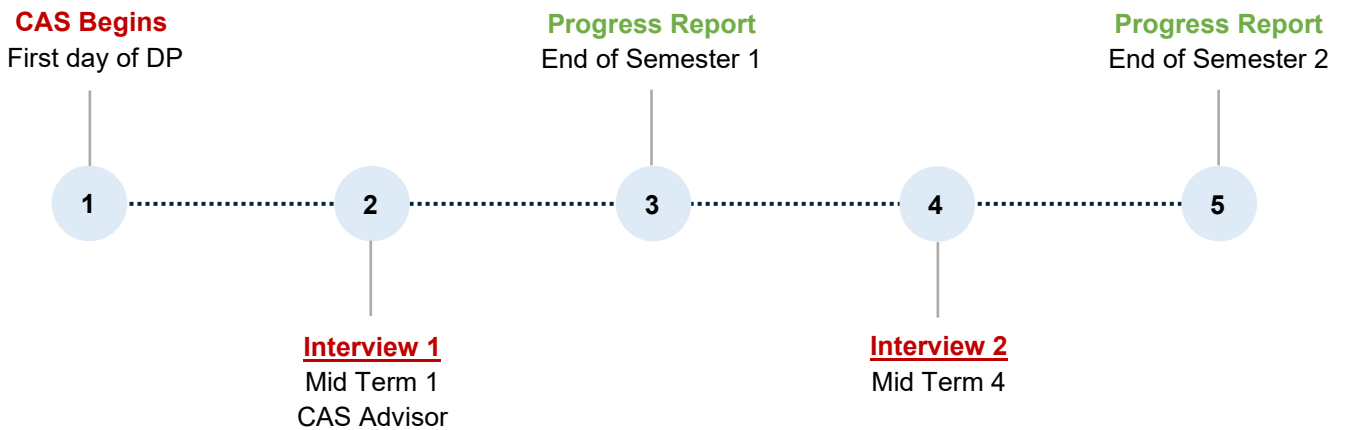 CAS Begins
First day of DP
Progress Report
End of Semester 1
Progress Report
End of Semester 2
1
2
3
4
5
Interview 1
Mid Term 1
CAS Advisor
Interview 2
Mid Term 4